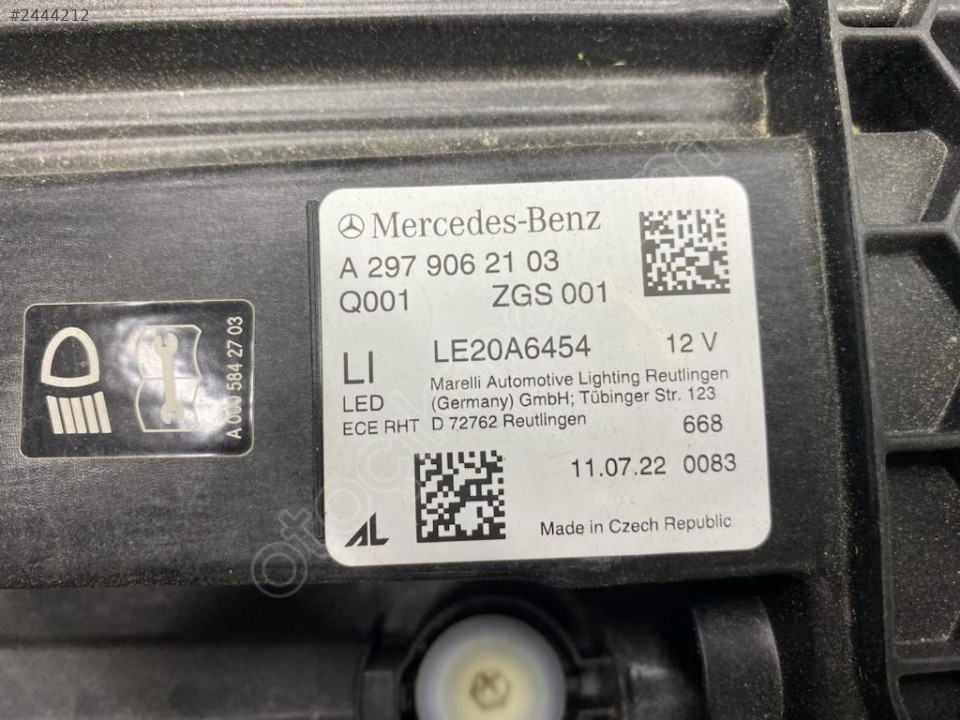 #2444212
Mercedes-Benz
A 297 906 21 03
Q001 ZGS 001
LI LE20A6454 12 V
LED Marelli Automotive Lighting Reutlingen
(Germany) GmbH; Tübinger Str. 123
ECE RHT D 72762 Reutlingen 668
11.07.22 0083
AL
Made in Czech Republic
A 000 584 27 03